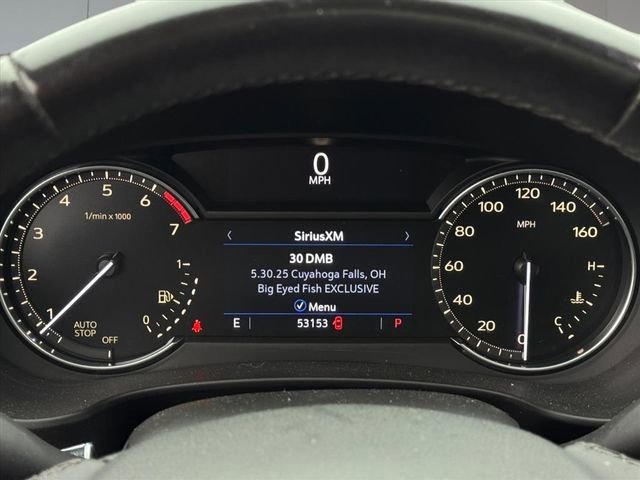 0
MPH
1
2
3
4
5
6
7
1/min x 1000
AUTO
STOP
OFF
1
0
‹ SiriusXM ›
30 DMB
5.30.25 Cuyahoga Falls, OH
Big Eyed Fish EXCLUSIVE
Menu
E 53153 P
0
20
40
60
80
100
120
140
160
MPH
H
C